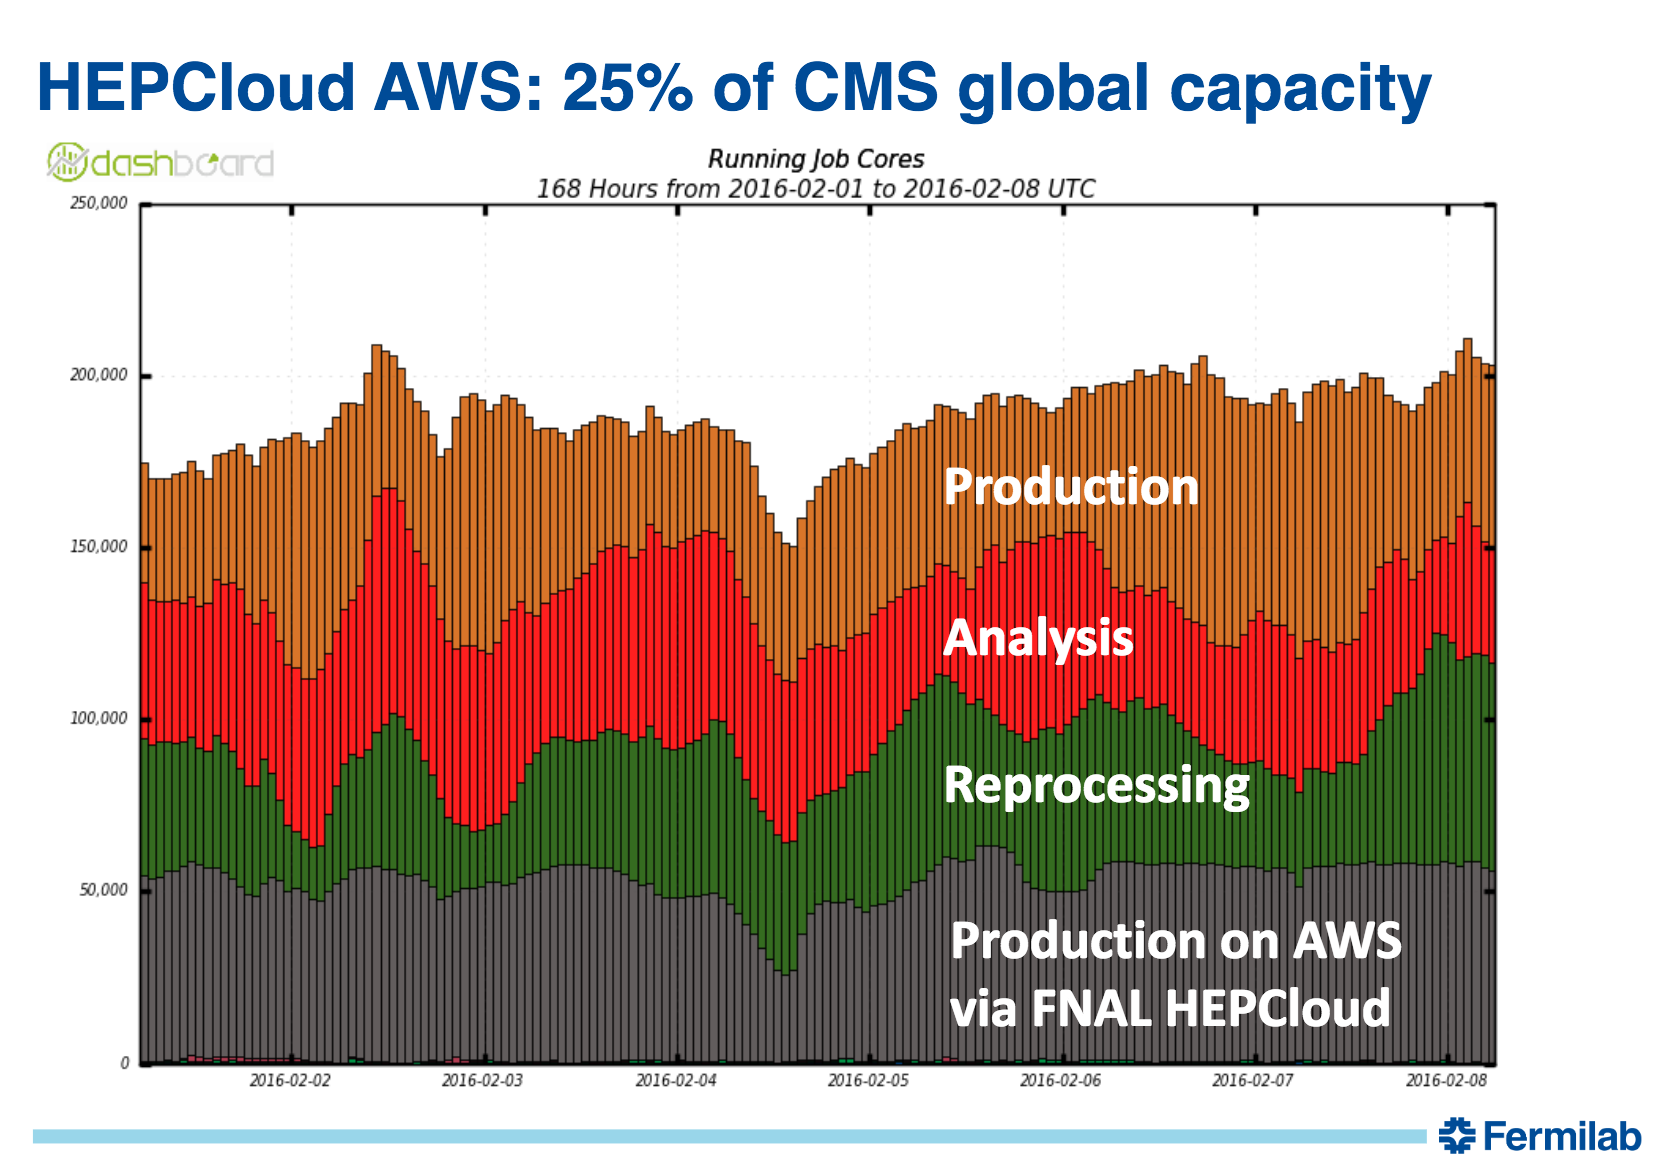 HEPCloud AWS: 25% of CMS global capacity
dashboard
Running Job Cores
168 Hours from 2016-02-01 to 2016-02-08 UTC
250,000
200,000
150,000
100,000
50,000
0
Production
Analysis
Reprocessing
Production on AWS
via FNAL HEPCloud
2016-02-02 2016-02-03 2016-02-04 2016-02-05 2016-02-06 2016-02-07 2016-02-08
Fermilab